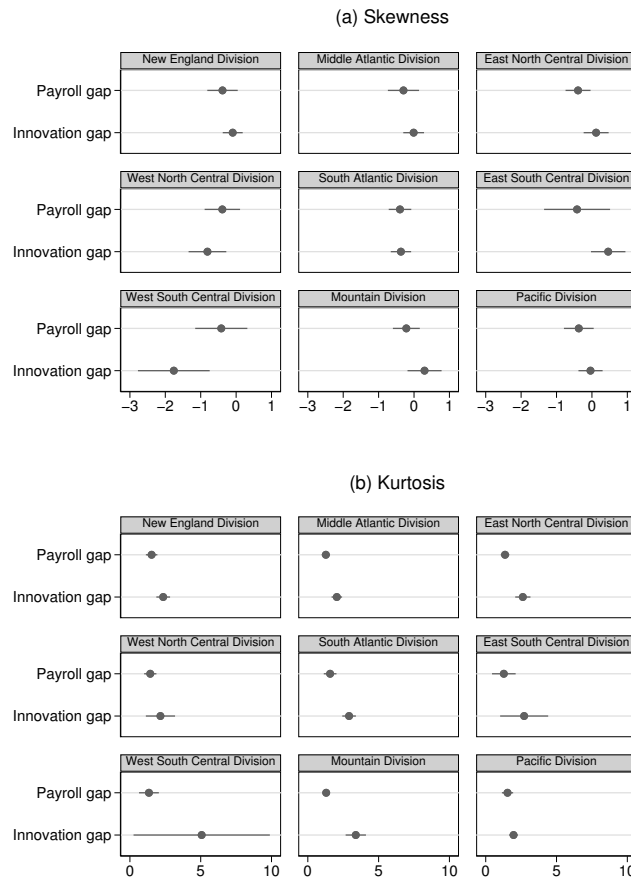 (a) Skewness
New England Division Middle Atlantic Division East North Central Division
Payroll gap
Innovation gap
West North Central Division South Atlantic Division East South Central Division
Payroll gap
Innovation gap
West South Central Division Mountain Division Pacific Division
Payroll gap
Innovation gap
−3 −2 −1 0 1 −3 −2 −1 0 1 −3 −2 −1 0 1
(b) Kurtosis
New England Division Middle Atlantic Division East North Central Division
Payroll gap
Innovation gap
West North Central Division South Atlantic Division East South Central Division
Payroll gap
Innovation gap
West South Central Division Mountain Division Pacific Division
Payroll gap
Innovation gap
0 5 10 0 5 10 0 5 10